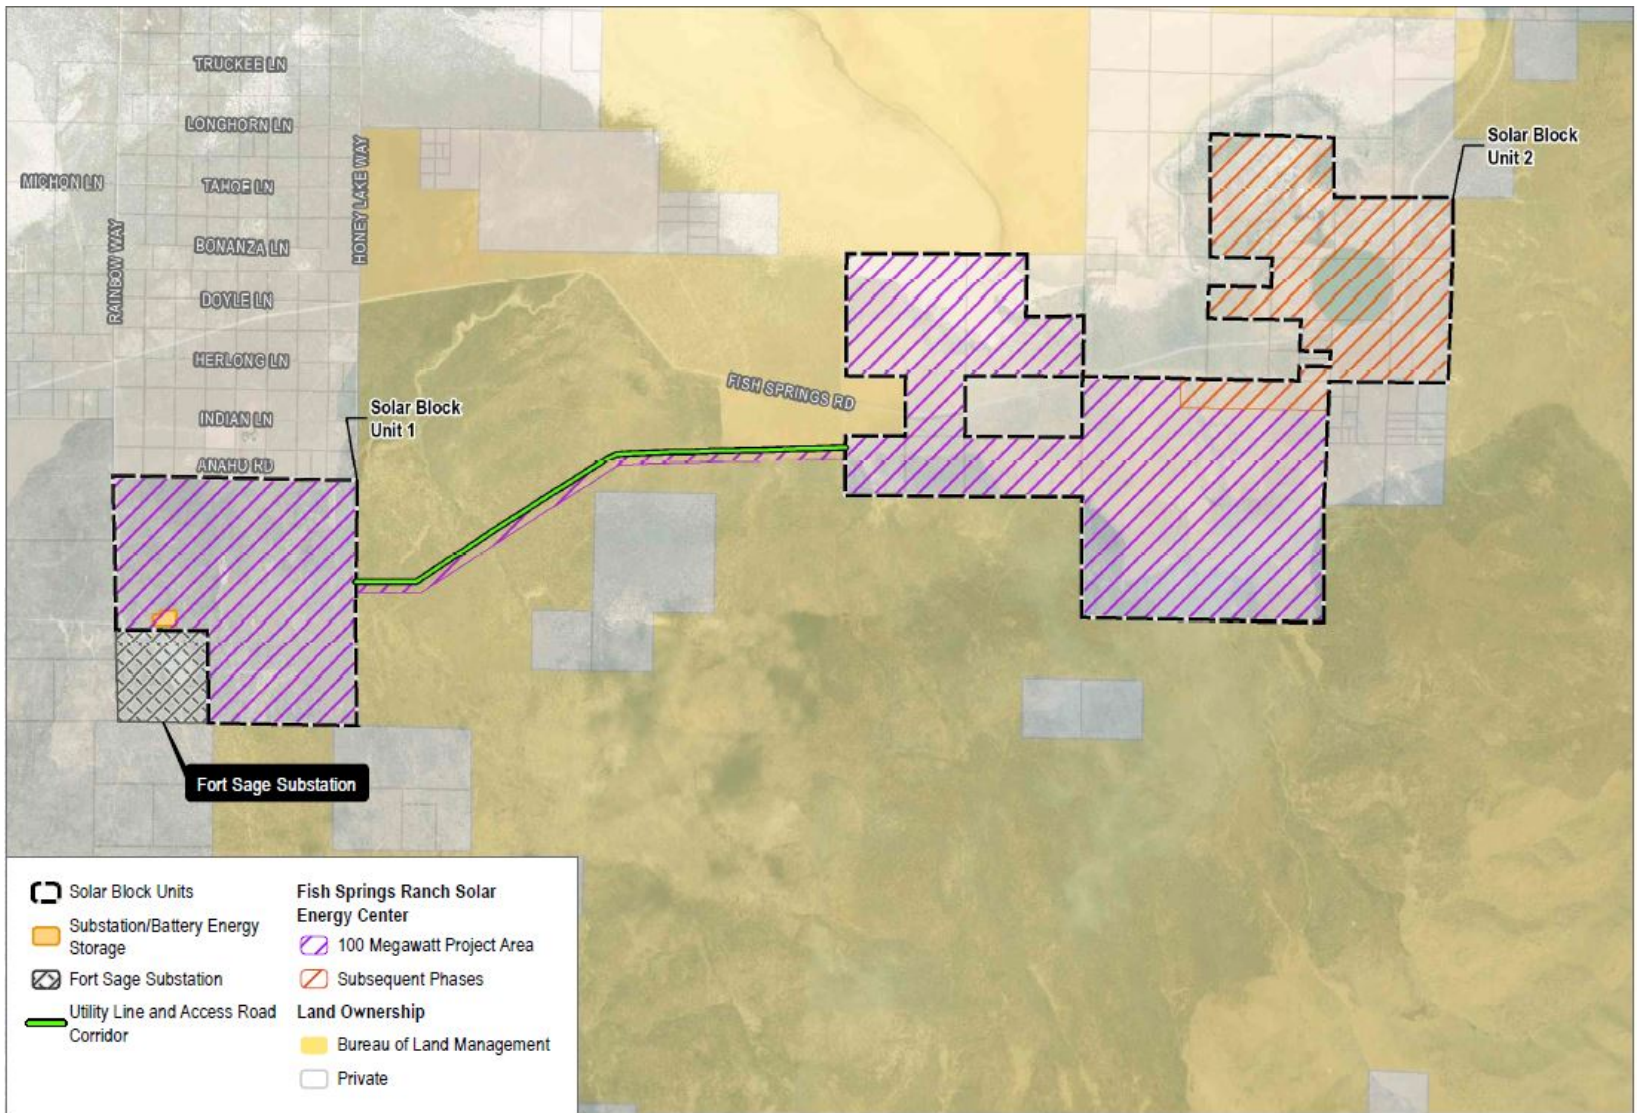 TRUCKEE LN
LONGHORN LN
MICHON LN
TAHOE LN
HONEY LAKE WAY
RAINBOW WAY
BONANZA LN
DOYLE LN
HERLONG LN
INDIAN LN
ANAHU RD
FISH SPRINGS RD
Solar Block
Unit 2
Solar Block
Unit 1
Fort Sage Substation
Solar Block Units
Substation/Battery Energy
Storage
Fort Sage Substation
Utility Line and Access Road
Corridor
Fish Springs Ranch Solar
Energy Center
100 Megawatt Project Area
Subsequent Phases
Land Ownership
Bureau of Land Management
Private